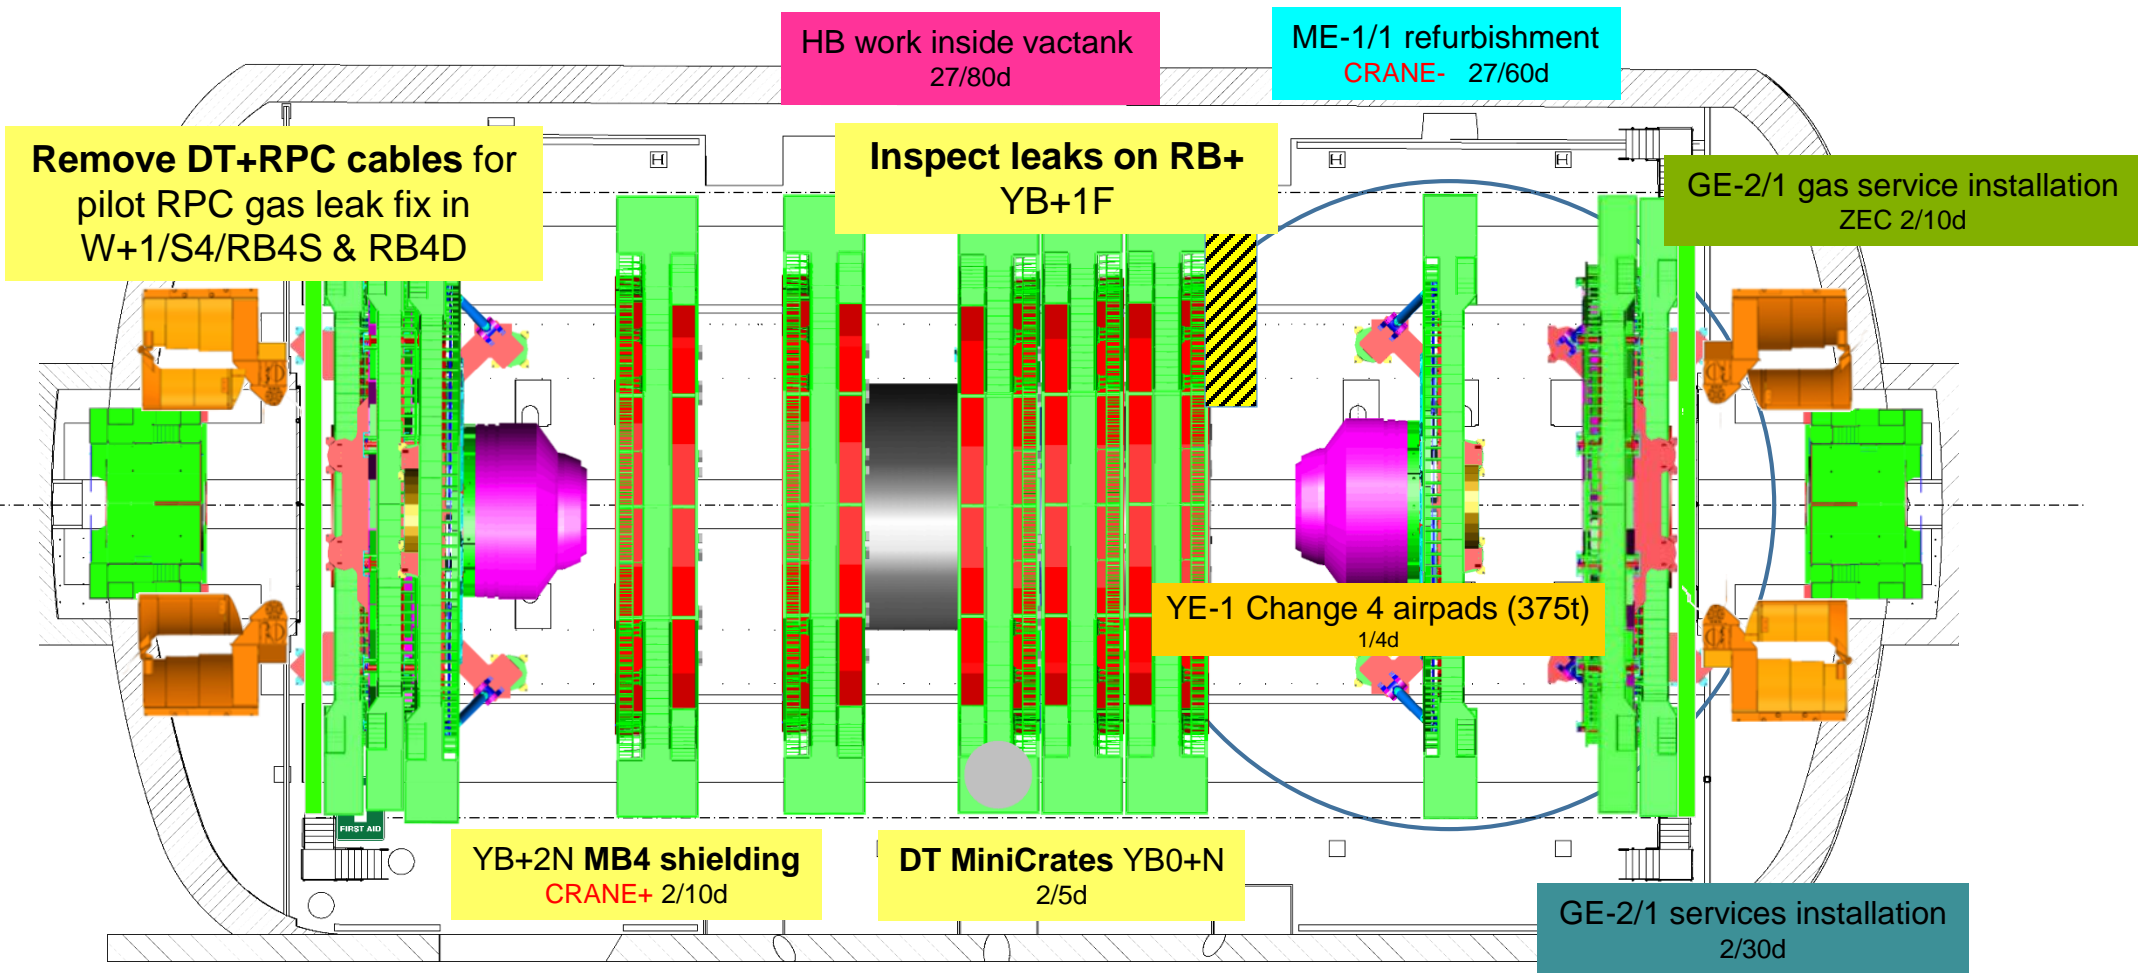 HB work inside vactank
27/80d
ME-1/1 refurbishment
CRANE- 27/60d
Remove DT+RPC cables for
pilot RPC gas leak fix in
W+1/S4/RB4S & RB4D
Inspect leaks on RB+
YB+1F
GE-2/1 gas service installation
ZEC 2/10d
H
H
H
YE-1 Change 4 airpads (375t)
1/4d
FIRST AID
YB+2N MB4 shielding
CRANE+ 2/10d
DT MiniCrates YB0+N
2/5d
GE-2/1 services installation
2/30d